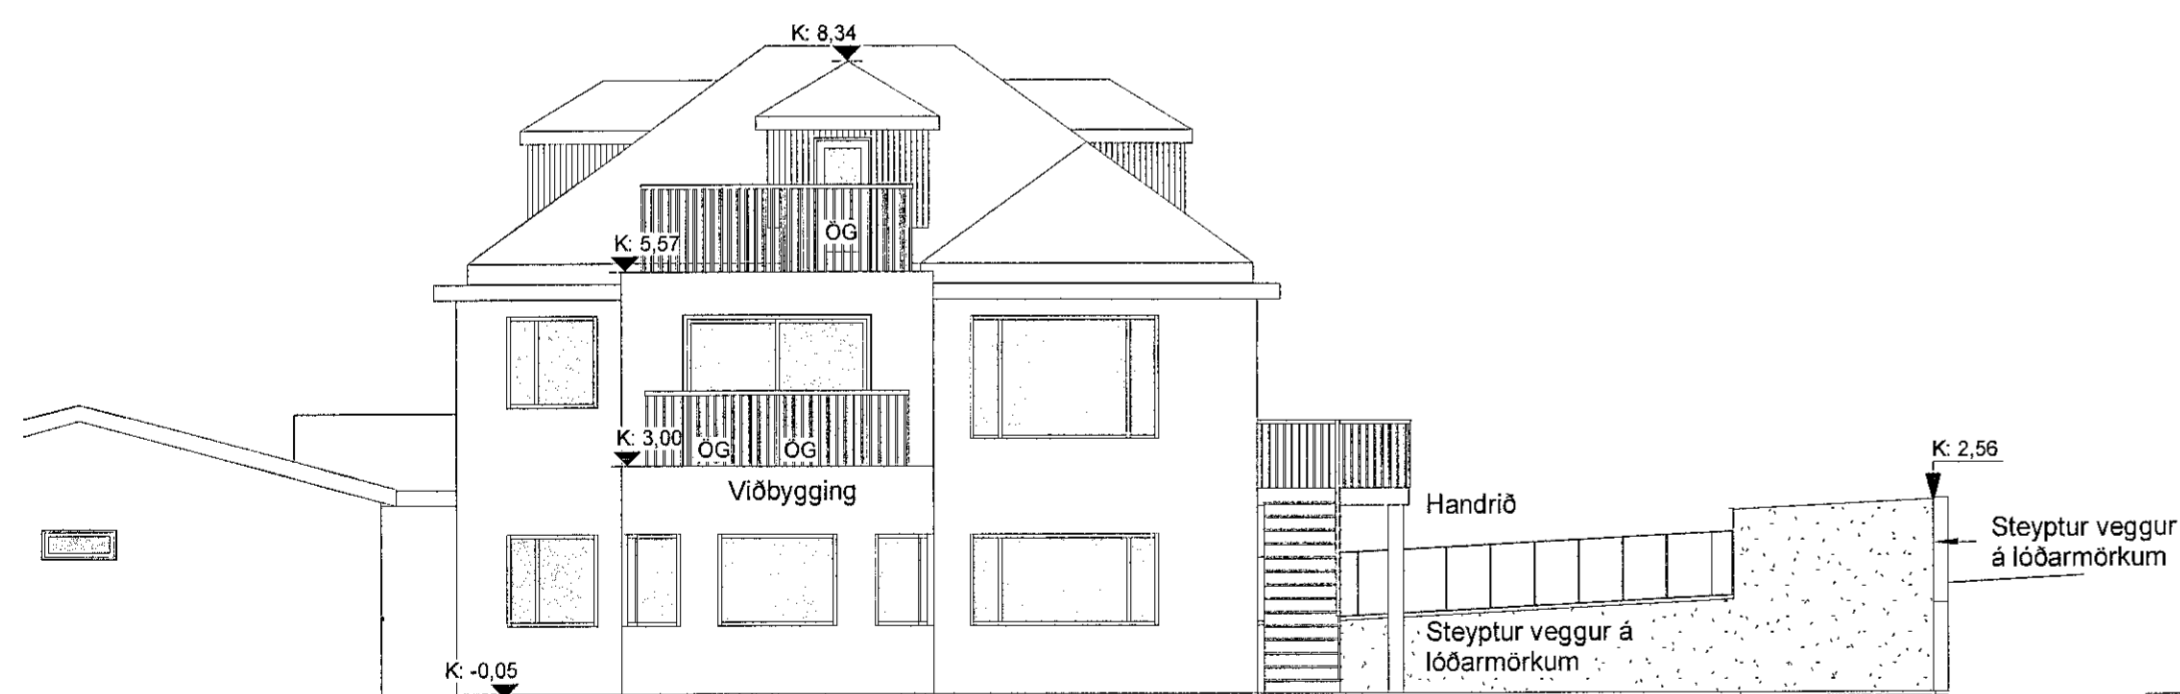 K: 8,34
ÖG
K: 5,57
K: 3,00
ÖG
ÖG
K: 2,56
Viðbygging
Handrið
Steyptur veggur
á lóðarmörkum
Steyptur veggur á
lóðarmörkum
K: -0,05